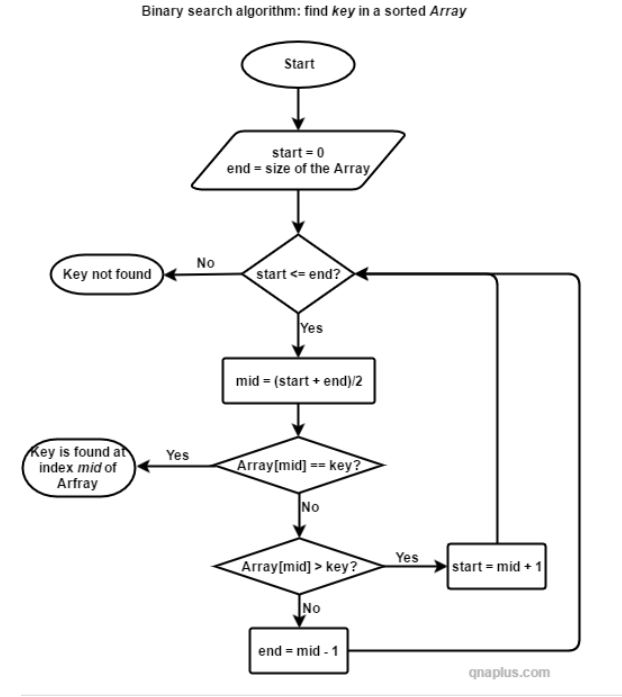 Binary search algorithm: find key in a sorted Array
Start
start = 0
end = size of the Array
start <= end?
No
Key not found
Yes
mid = (start + end)/2
Array[mid] == key?
Yes
Key is found at
index mid of
Arfray
No
Array[mid] > key?
Yes
start = mid + 1
No
end = mid - 1
qnaplus.com